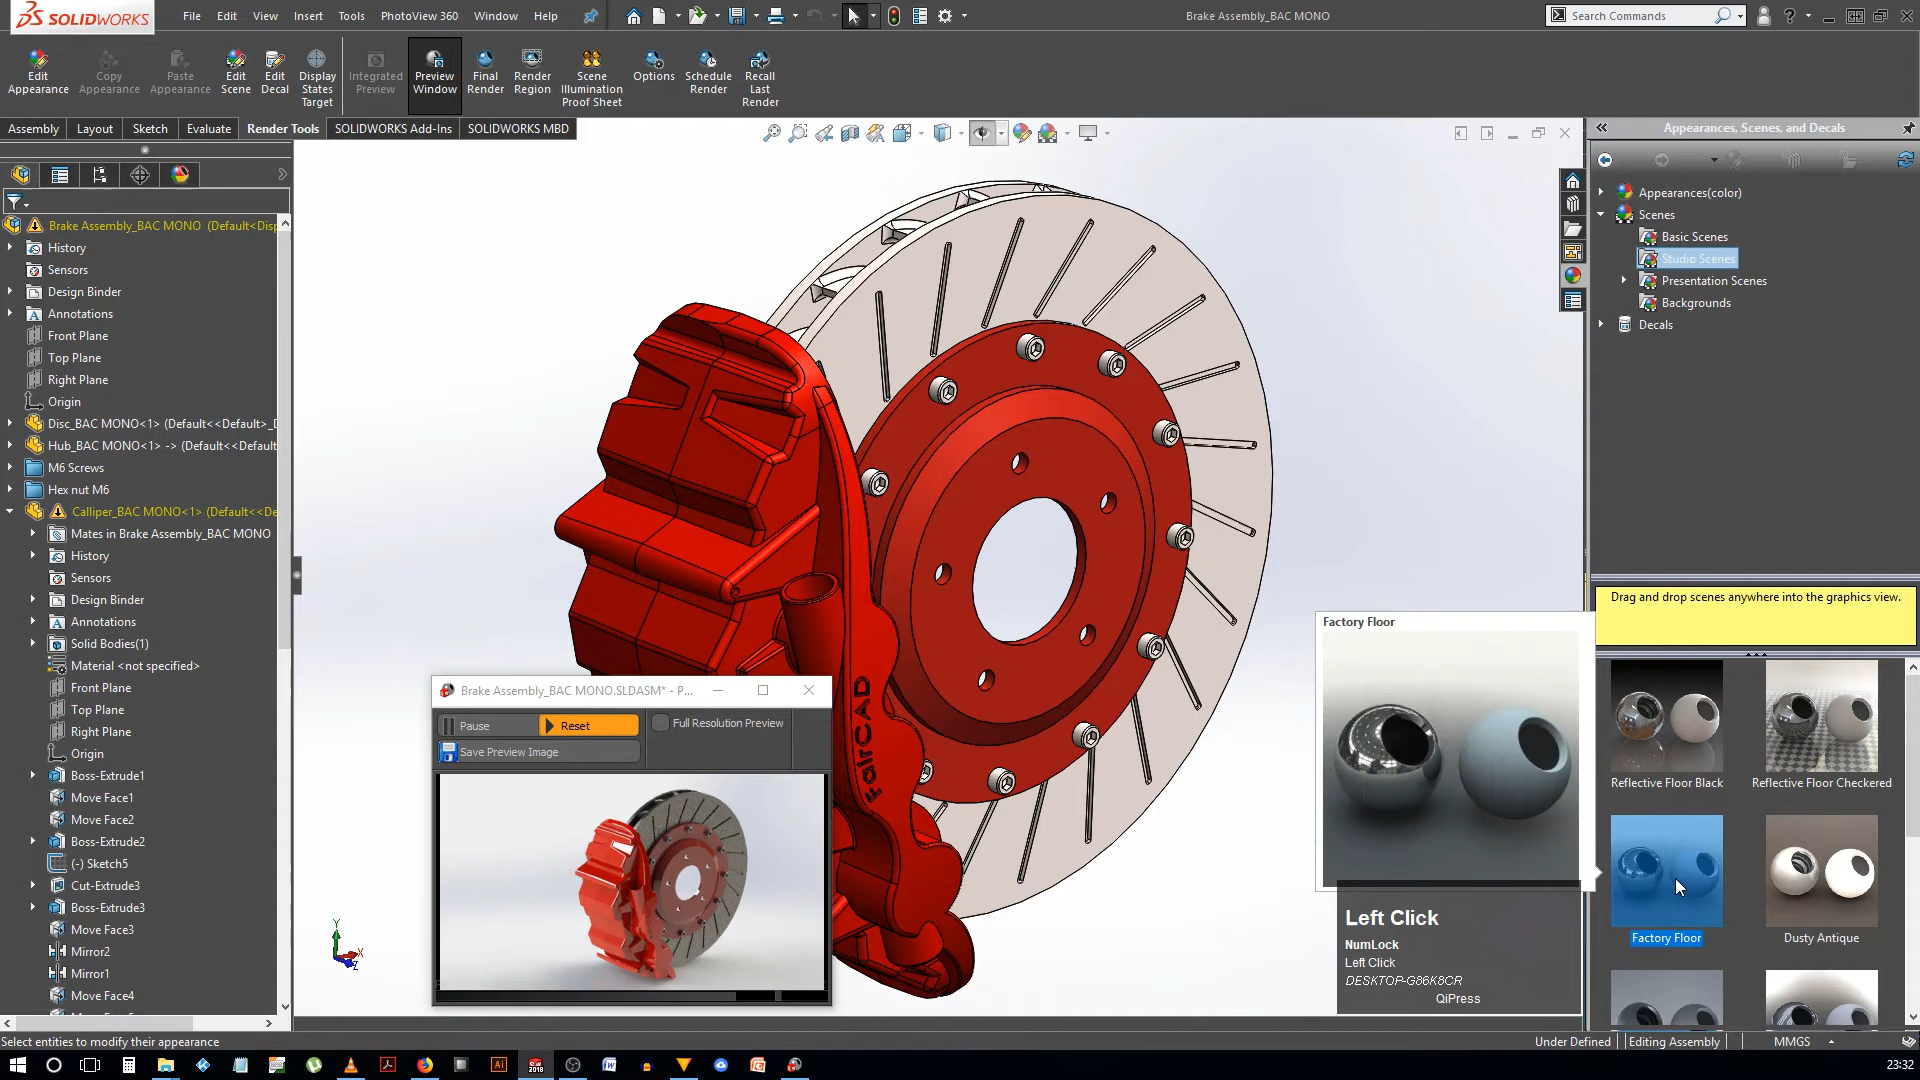 SOLIDWORKS
File Edit View Insert Tools PhotoView 360 Window Help
Brake Assembly_BAC MONO
Search Commands
Edit Appearance
Copy Appearance
Paste Appearance
Edit Scene
Edit Decal
Display States Target
Integrated Preview
Preview Window
Final Render
Render Region
Scene Illumination Proof Sheet
Options
Schedule Render
Recall Last Render
Assembly Layout Sketch Evaluate Render Tools SOLIDWORKS Add-Ins SOLIDWORKS MBD
Brake Assembly_BAC MONO (Default<Disp
History
Sensors
Design Binder
Annotations
Front Plane
Top Plane
Right Plane
Origin
Disc_BAC MONO<1> (Default<<Default>_D
Hub_BAC MONO<1> -> (Default<<Default
M6 Screws
Hex nut M6
Calliper_BAC MONO<1> (Default<<De
Mates in Brake Assembly_BAC MONO
History
Sensors
Design Binder
Annotations
Solid Bodies(1)
Material <not specified>
Front Plane
Top Plane
Right Plane
Origin
Boss-Extrude1
Move Face1
Move Face2
Boss-Extrude2
(-) Sketch5
Cut-Extrude3
Boss-Extrude3
Move Face3
Mirror2
Mirror1
Move Face4
FairCAD
Y
X
Z
Brake Assembly_BAC MONO.SLDASM* - P...
Pause
Reset
Full Resolution Preview
Save Preview Image
Appearances, Scenes, and Decals
Appearances(color)
Scenes
Basic Scenes
Studio Scenes
Presentation Scenes
Backgrounds
Decals
Drag and drop scenes anywhere into the graphics view.
Factory Floor
Reflective Floor Black
Reflective Floor Checkered
Factory Floor
Dusty Antique
Left Click
NumLock
Left Click
DESKTOP-G86K8CR
QiPress
Select entities to modify their appearance
Under Defined
Editing Assembly
MMGS
23:32